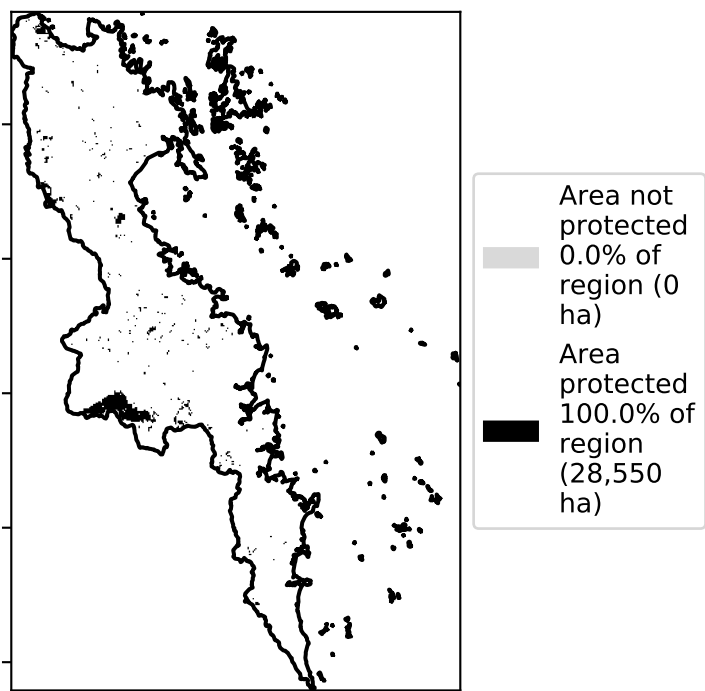 Area not
protected
0.0% of
region (0
ha)
Area
protected
100.0% of
region
(28,550
ha)